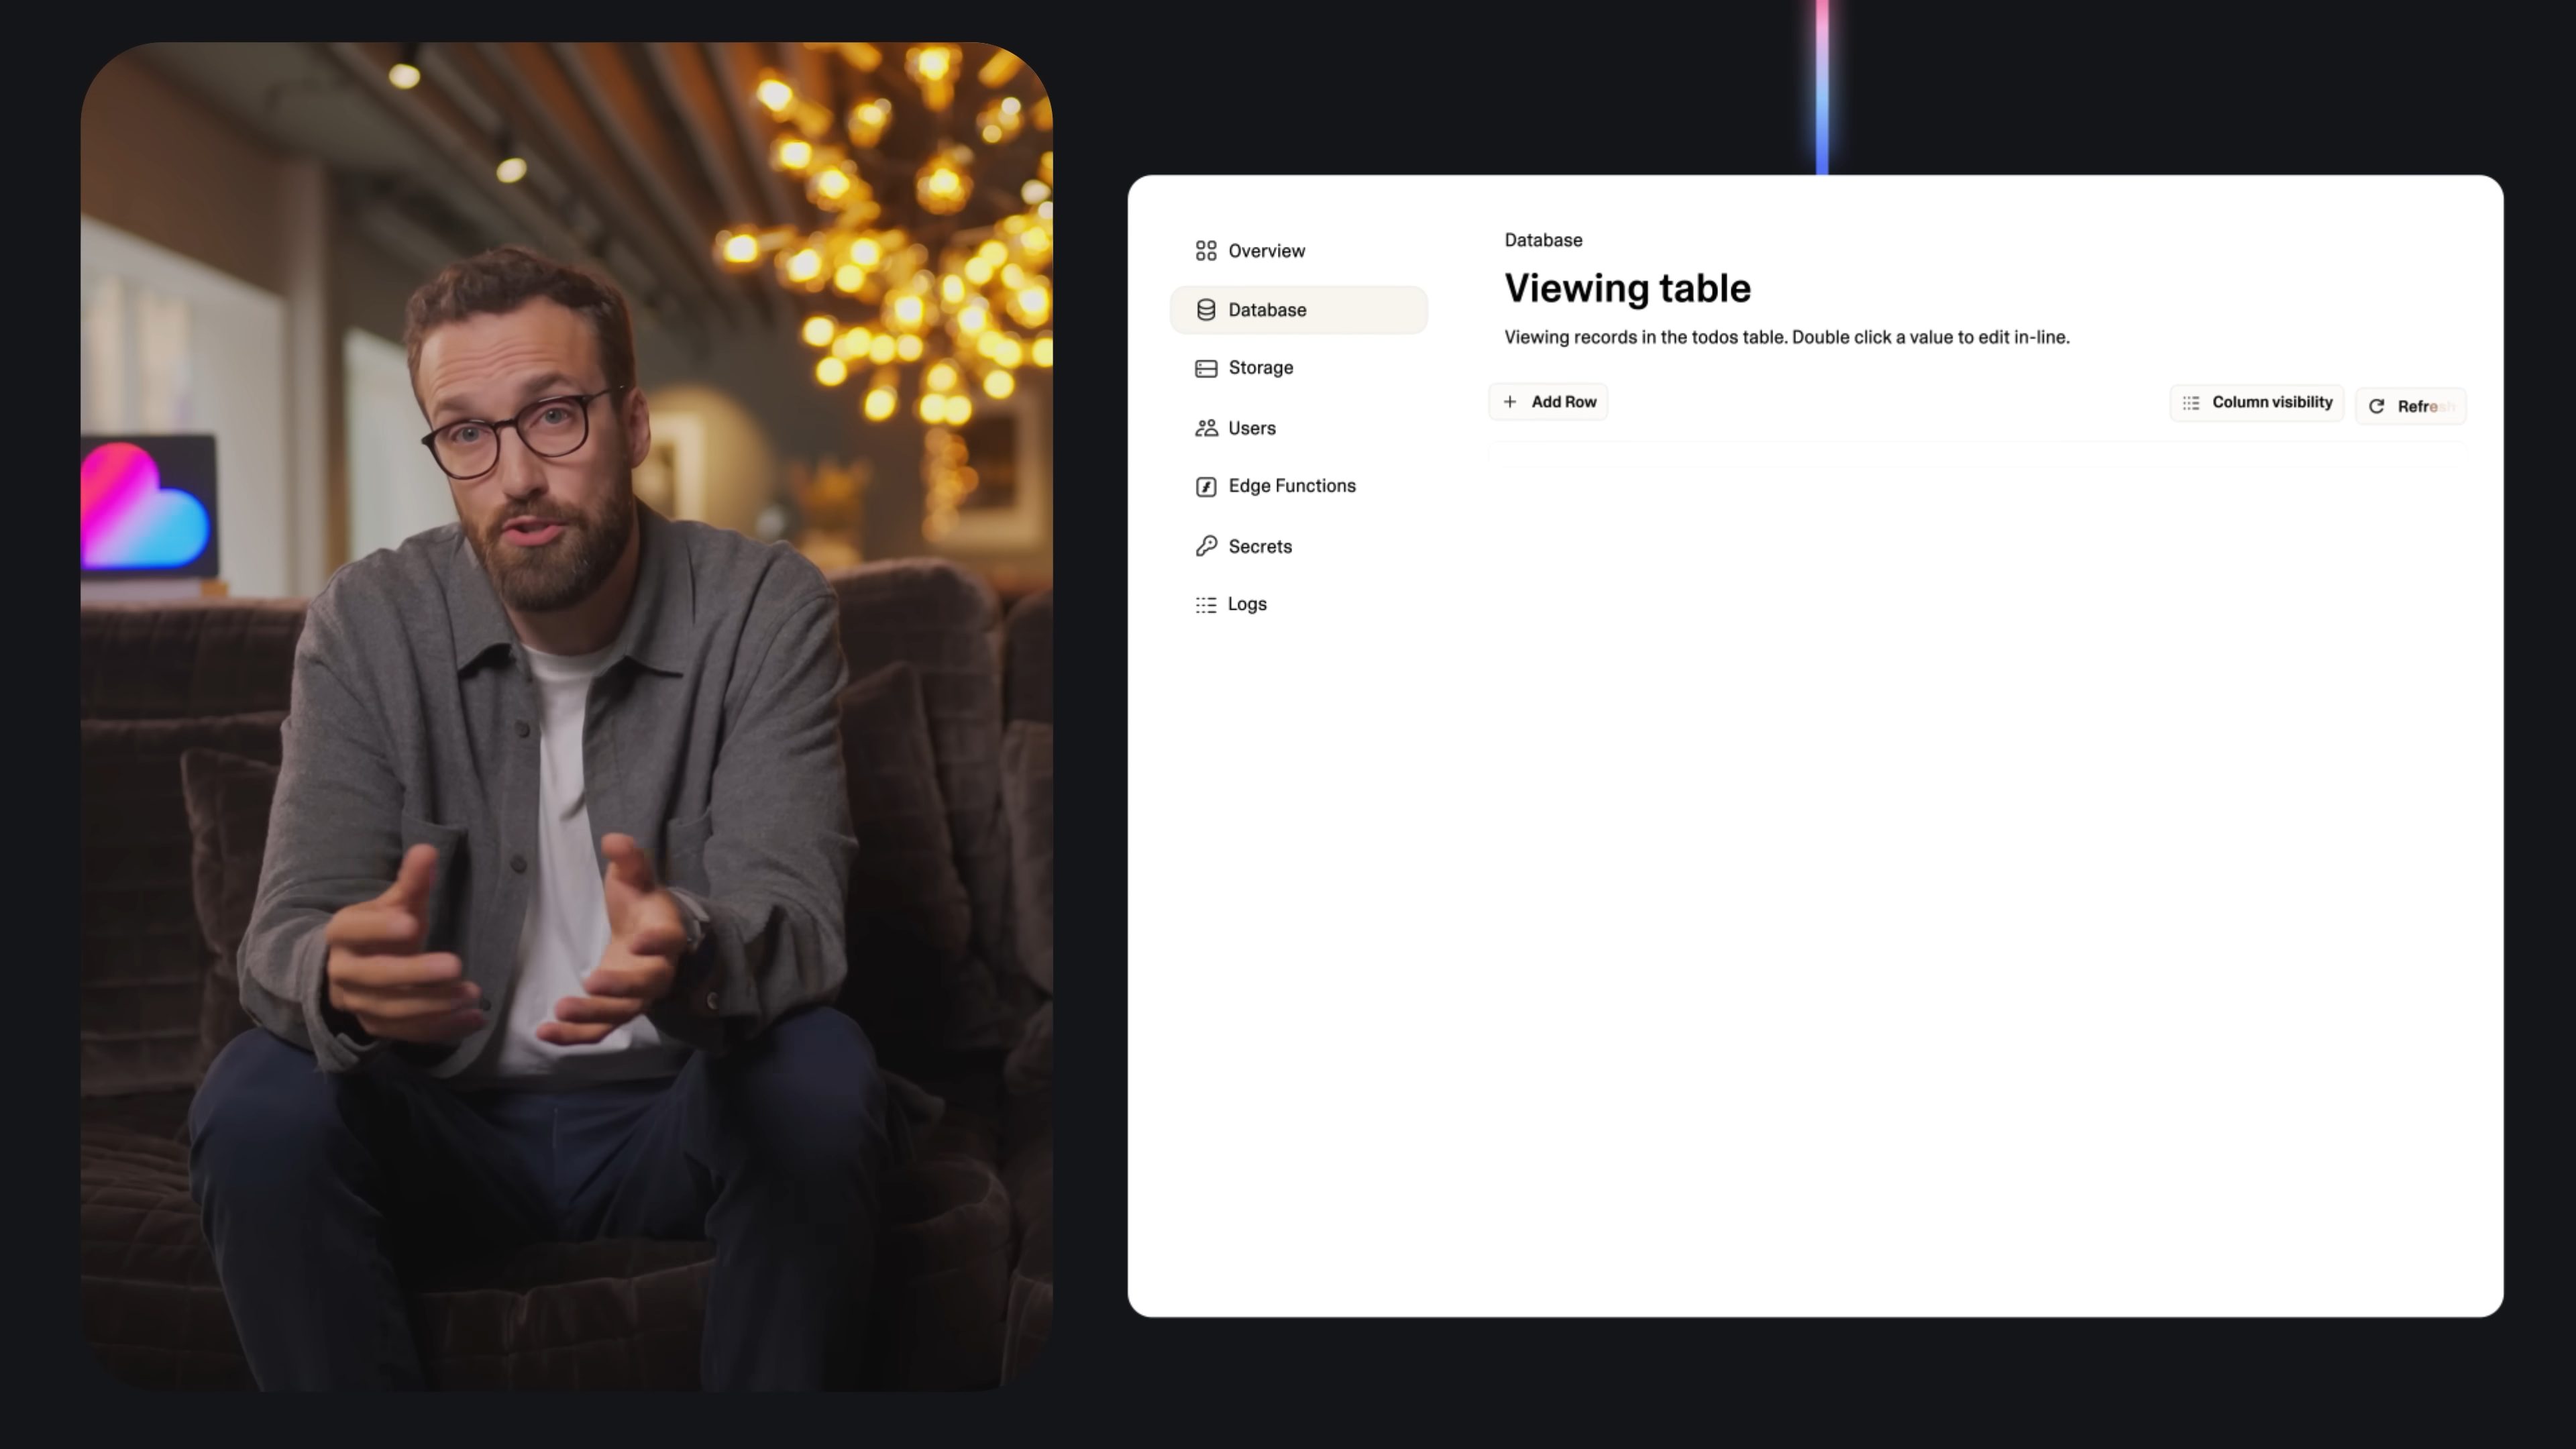 Overview
Database
Storage
Users
Edge Functions
Secrets
Logs
Database
Viewing table
Viewing records in the todos table. Double click a value to edit in-line.
Add Row
Column visibility
Refresh